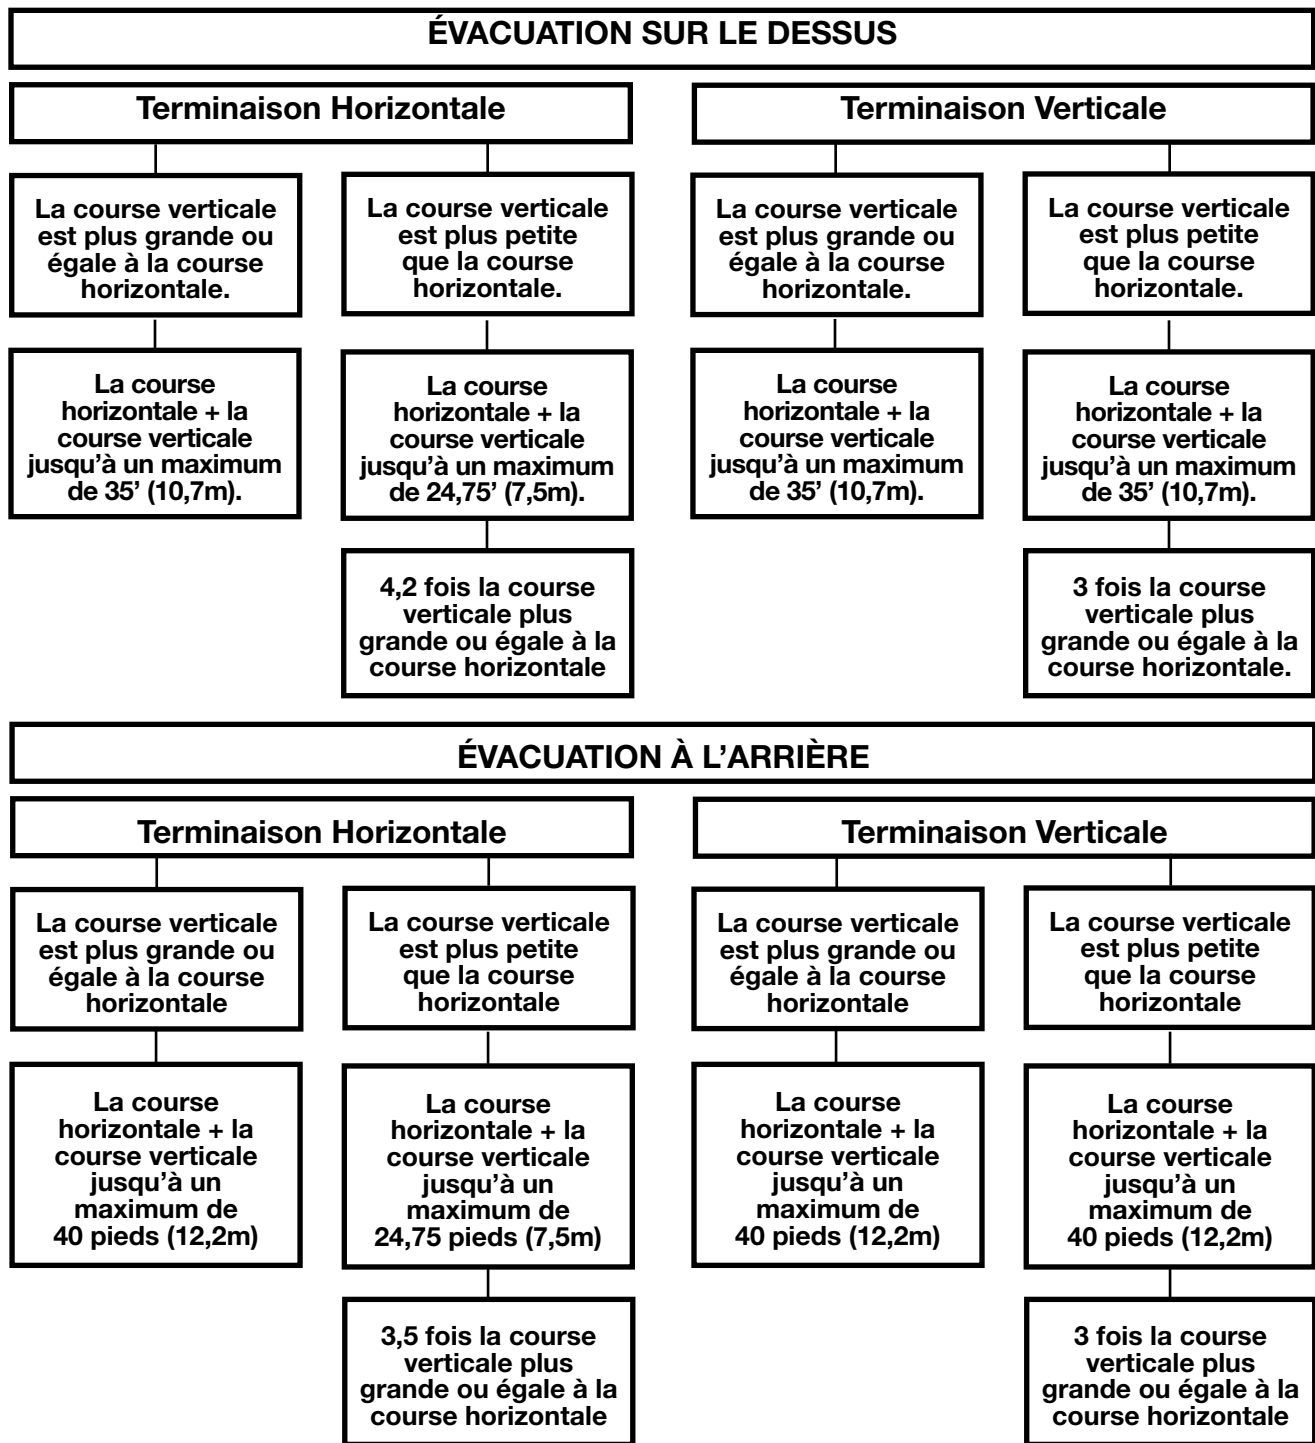 ÉVACUATION SUR LE DESSUS
Terminaison Horizontale
La course verticale
est plus grande ou
égale à la course
horizontale.
La course
horizontale + la
course verticale
jusqu'à un maximum
de 35’ (10,7m).
La course verticale
est plus petite
que la course
horizontale.
La course
horizontale + la
course verticale
jusqu'à un maximum
de 24,75’ (7,5m).
4,2 fois la course
verticale plus
grande ou égale à la
course horizontale
Terminaison Verticale
La course verticale
est plus grande ou
égale à la course
horizontale.
La course
horizontale + la
course verticale
jusqu'à un maximum
de 35’ (10,7m).
La course verticale
est plus petite
que la course
horizontale.
La course
horizontale + la
course verticale
jusqu'à un maximum
de 35’ (10,7m).
3 fois la course
verticale plus
grande ou égale à la
course horizontale.
ÉVACUATION À L’ARRIÈRE
Terminaison Horizontale
La course verticale
est plus grande ou
égale à la course
horizontale
La course
horizontale + la
course verticale
jusqu'à un
maximum de
40 pieds (12,2m)
La course verticale
est plus petite
que la course
horizontale
La course
horizontale + la
course verticale
jusqu'à un
maximum de
24,75 pieds (7,5m)
3,5 fois la course
verticale plus
grande ou égale à la
course horizontale
Terminaison Verticale
La course verticale
est plus grande ou
égale à la course
horizontale
La course
horizontale + la
course verticale
jusqu'à un
maximum de
40 pieds (12,2m)
La course verticale
est plus petite
que la course
horizontale
La course
horizontale + la
course verticale
jusqu'à un
maximum de
40 pieds (12,2m)
3 fois la course
verticale plus
grande ou égale à la
course horizontale